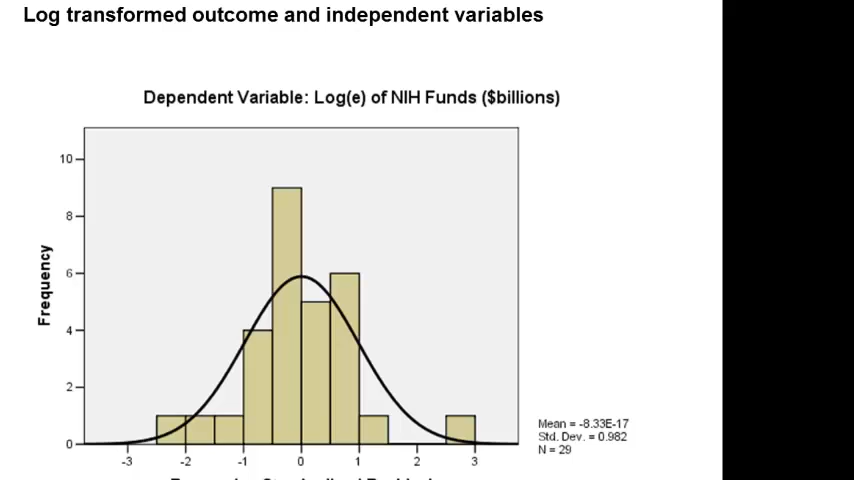 Log transformed outcome and independent variables
Dependent Variable: Log(e) of NIH Funds ($billions)
10
8
6
4
2
0
Frequency
-3 -2 -1 0 1 2 3
Mean = -8.33E-17
Std. Dev. = 0.982
N = 29